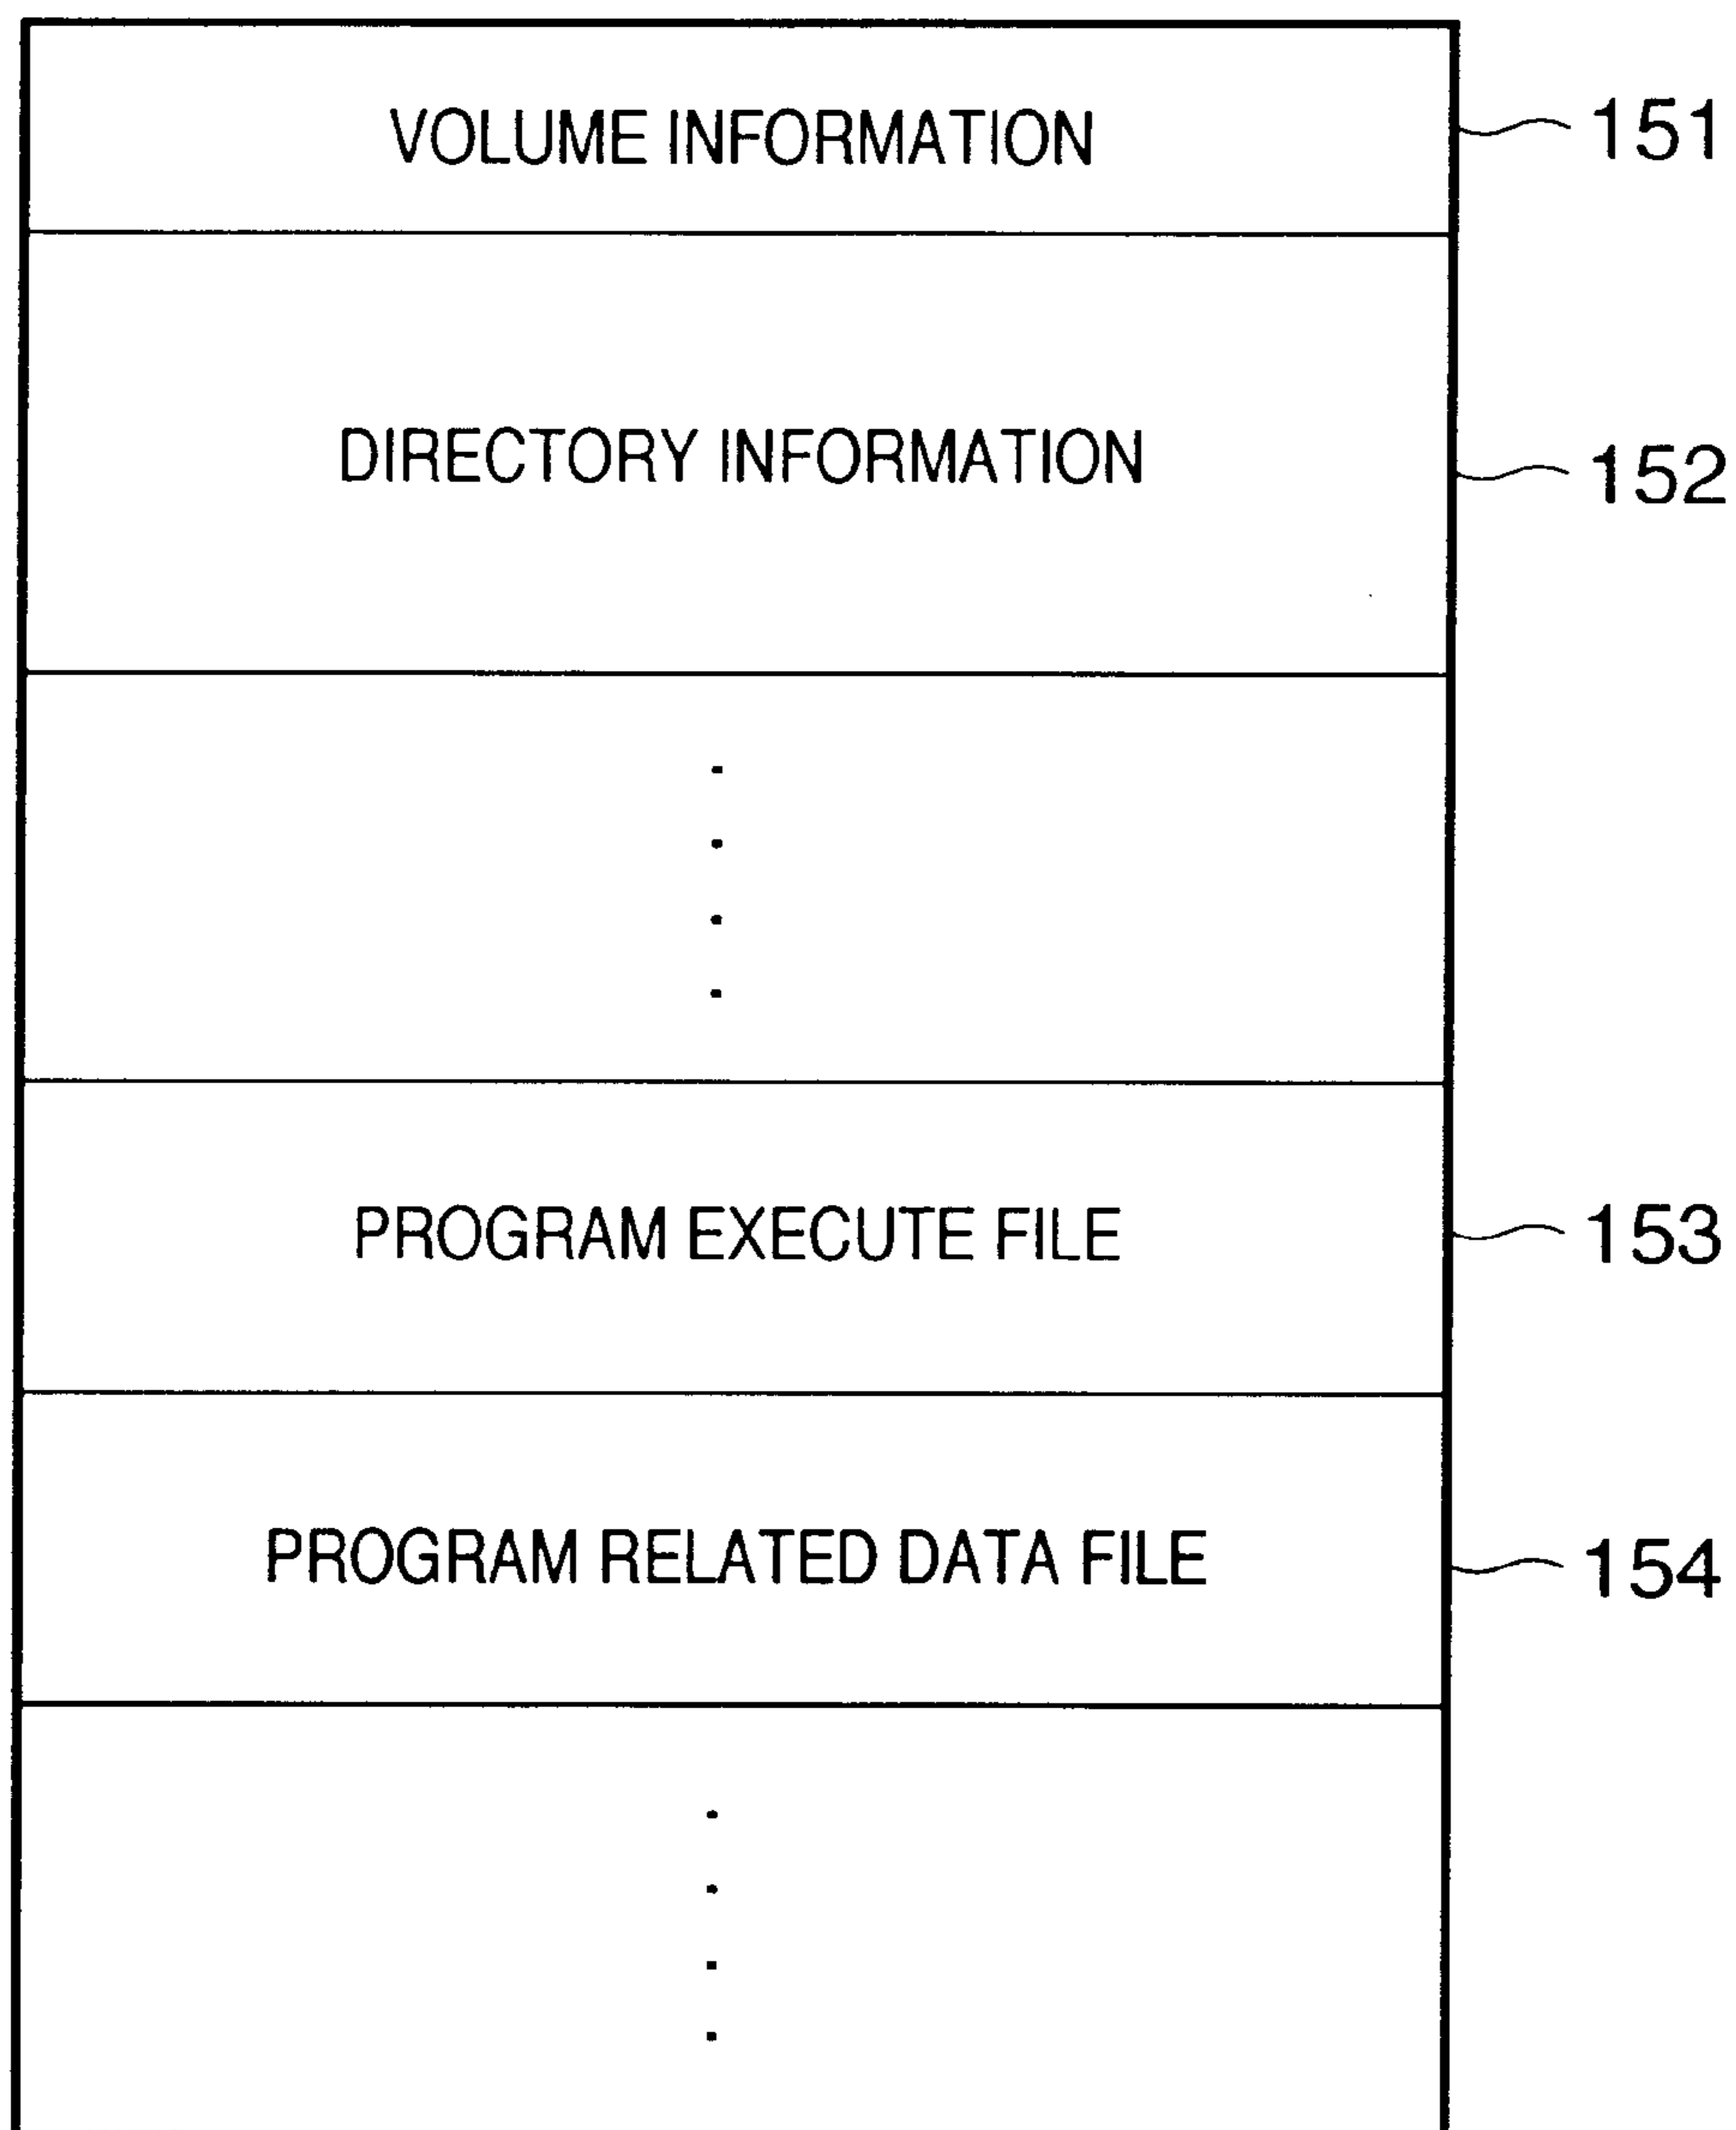 VOLUME INFORMATION 151
DIRECTORY INFORMATION 152
PROGRAM EXECUTE FILE 153
PROGRAM RELATED DATA FILE 154